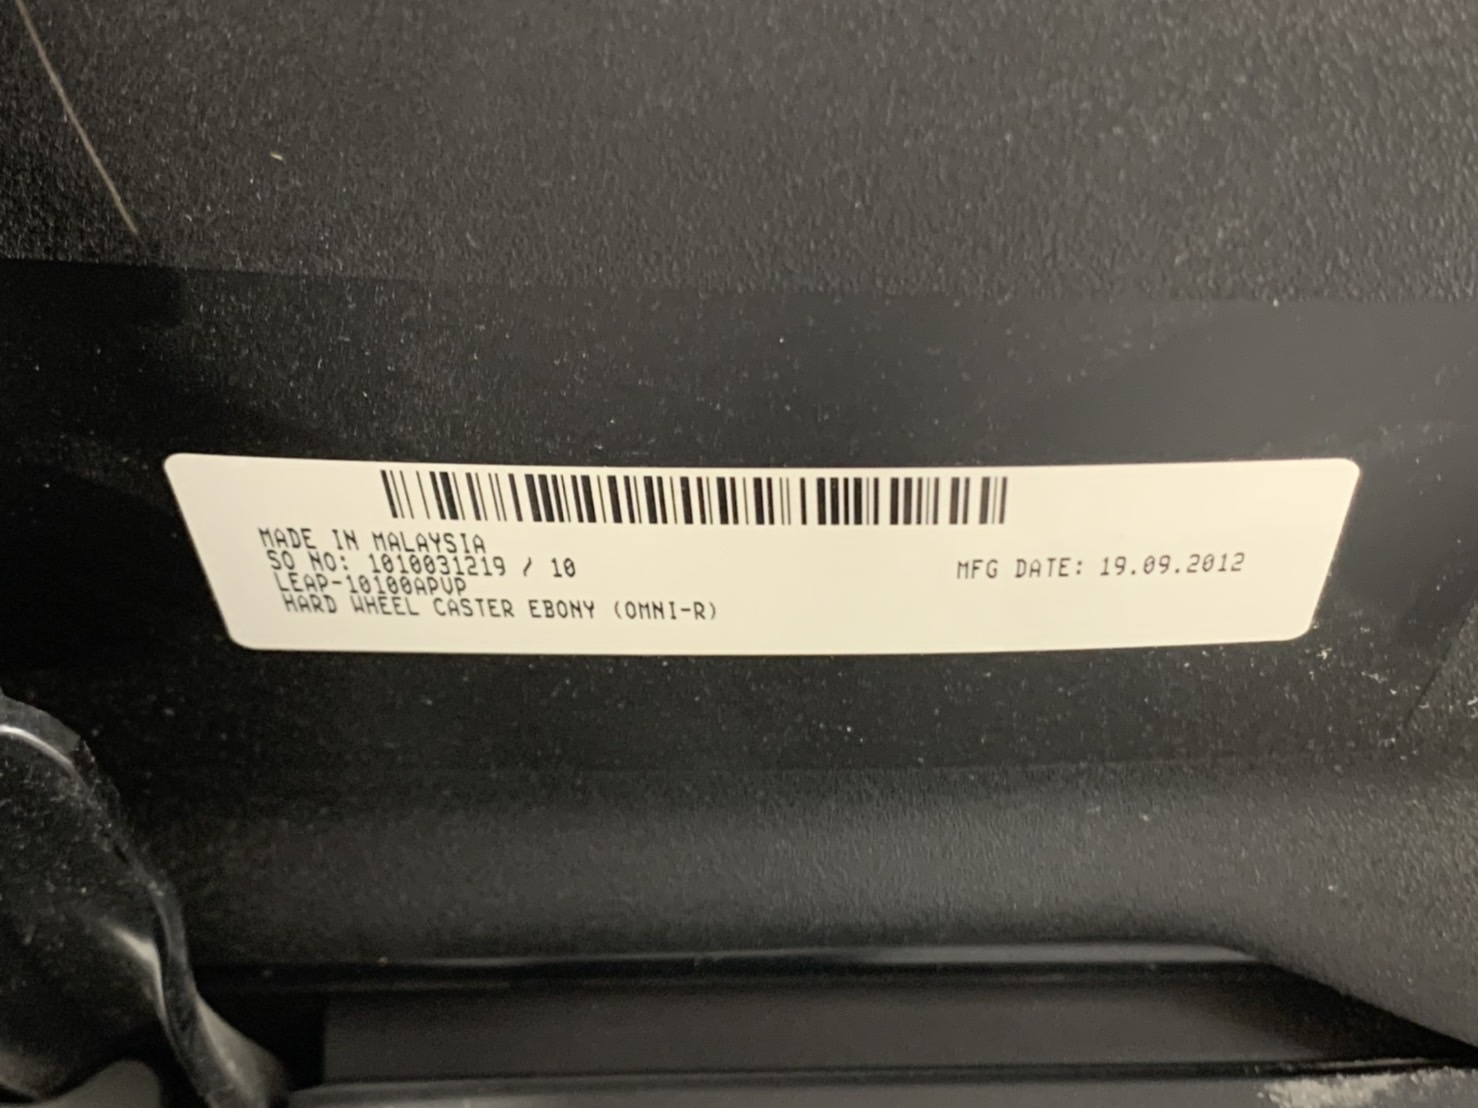 MADE IN MALAYSIA
SO NO: 1010031219 / 10
LEAP-10100APVP
HARD WHEEL CASTER EBONY (OMNI-R)
MFG DATE: 19.09.2012